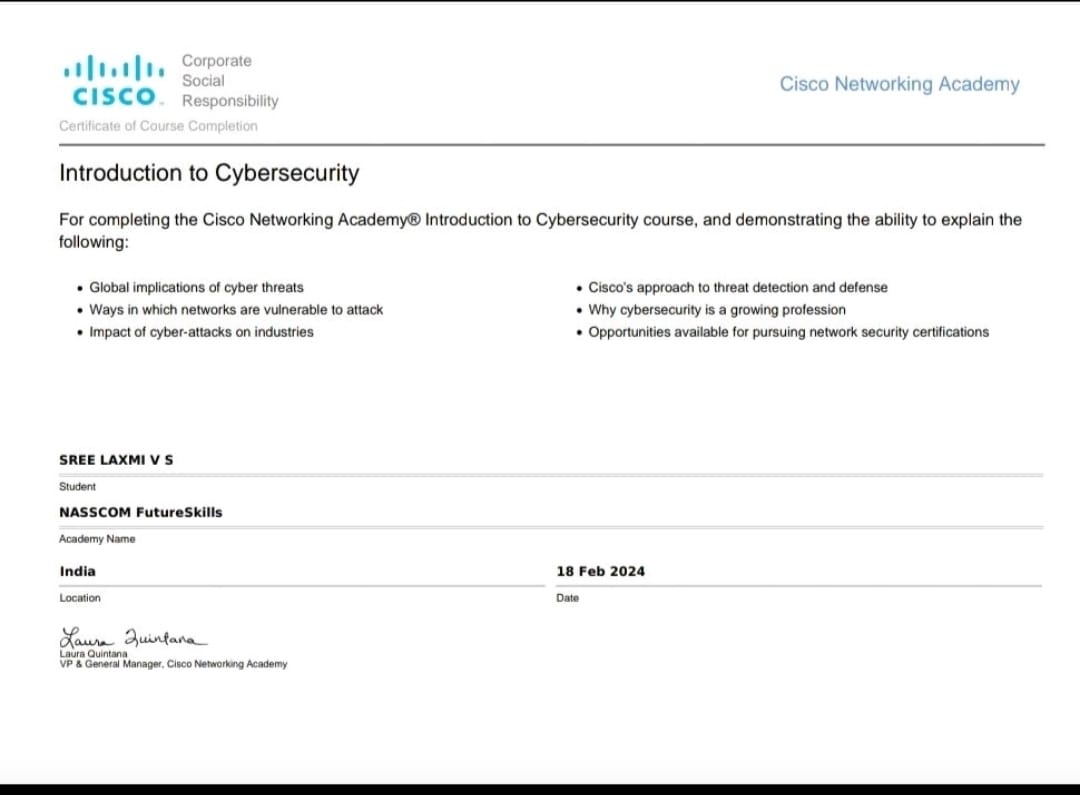 Corporate
Social
Responsibility
CISCO™
Cisco Networking Academy
Certificate of Course Completion
Introduction to Cybersecurity
For completing the Cisco Networking Academy® Introduction to Cybersecurity course, and demonstrating the ability to explain the
following:
• Global implications of cyber threats
• Ways in which networks are vulnerable to attack
• Impact of cyber-attacks on industries
• Cisco's approach to threat detection and defense
• Why cybersecurity is a growing profession
• Opportunities available for pursuing network security certifications
SREE LAXMI V S
Student
NASSCOM FutureSkills
Academy Name
India
Location
18 Feb 2024
Date
Laura Quintana
Laura Quintana
VP & General Manager, Cisco Networking Academy